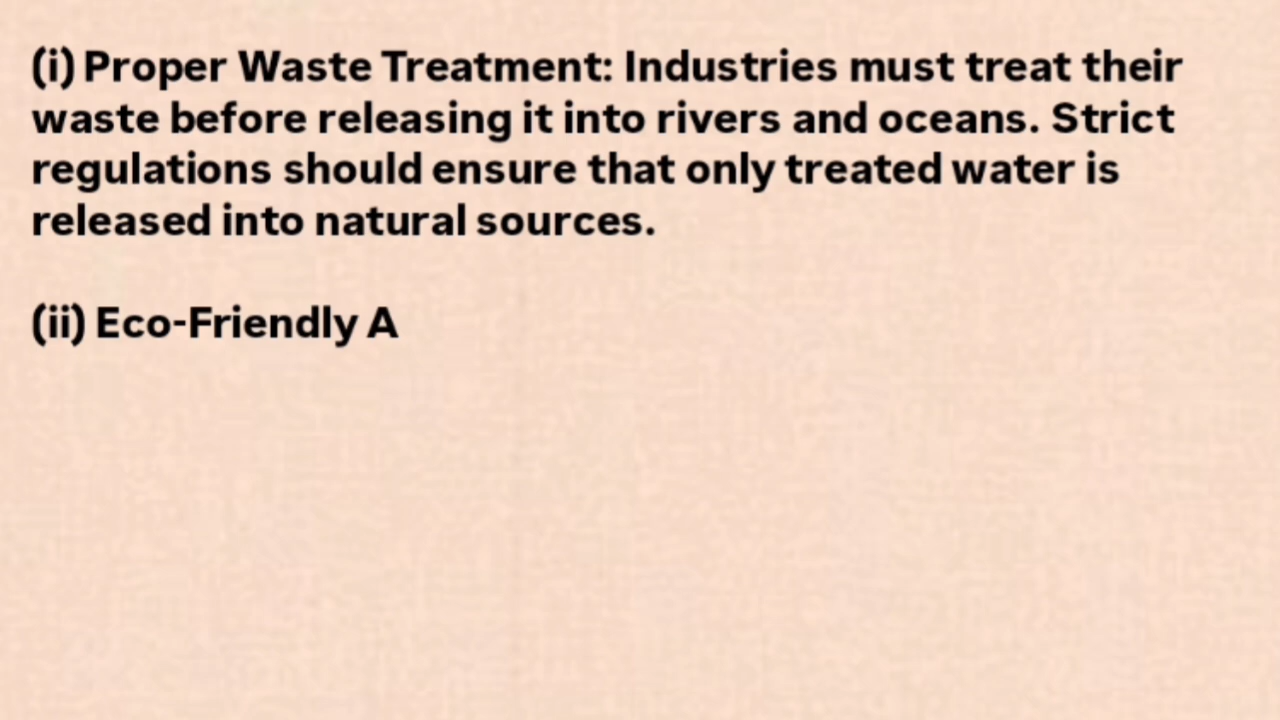 (i) Proper Waste Treatment: Industries must treat their
waste before releasing it into rivers and oceans. Strict
regulations should ensure that only treated water is
released into natural sources.
(ii) Eco-Friendly A